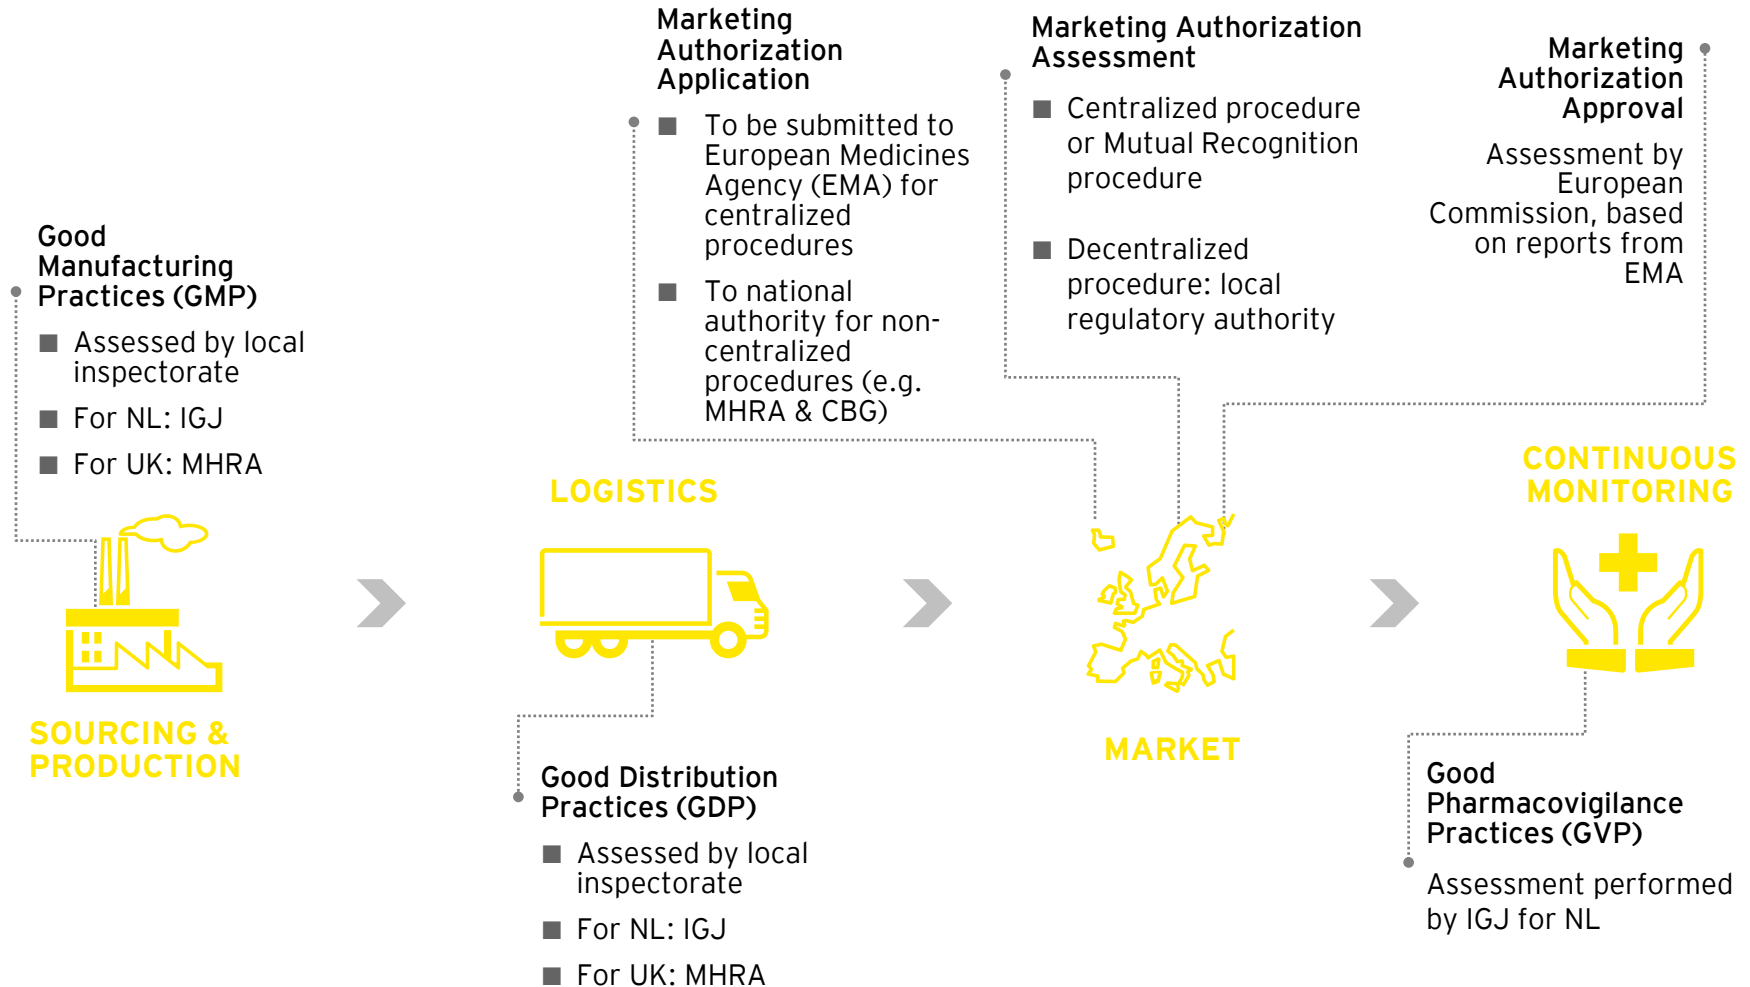 Good
Manufacturing
Practices (GMP)
Assessed by local
inspectorate
For NL: IGJ
For UK: MHRA
SOURCING &
PRODUCTION
LOGISTICS
Good Distribution
Practices (GDP)
Assessed by local
inspectorate
For NL: IGJ
For UK: MHRA
Marketing
Authorization
Application
To be submitted to
European Medicines
Agency (EMA) for
centralized
procedures
To national
authority for non-
centralized
procedures (e.g.
MHRA & CBG)
Marketing Authorization
Assessment
Centralized procedure
or Mutual Recognition
procedure
Decentralized
procedure: local
regulatory authority
Marketing
Authorization
Approval
Assessment by
European
Commission, based
on reports from
EMA
MARKET
CONTINUOUS
MONITORING
Good
Pharmacovigilance
Practices (GVP)
Assessment performed
by IGJ for NL